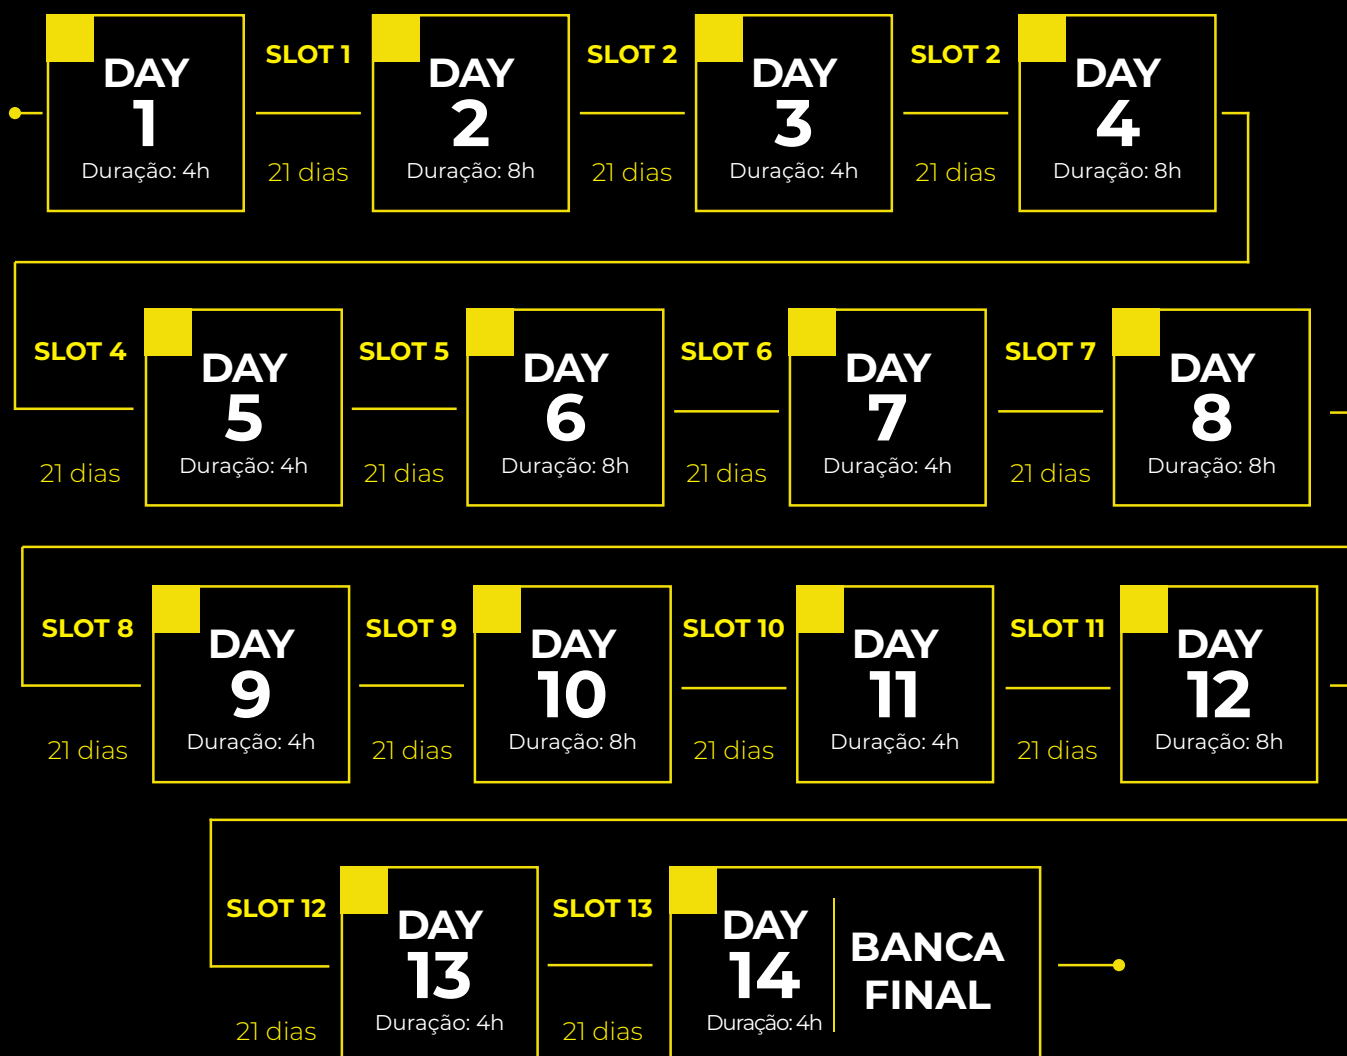 DAY
1
Duração: 4h
SLOT 1
21 dias
DAY
2
Duração: 8h
SLOT 2
21 dias
DAY
3
Duração: 4h
SLOT 2
21 dias
DAY
4
Duração: 8h
SLOT 4
21 dias
DAY
5
Duração: 4h
SLOT 5
21 dias
DAY
6
Duração: 8h
SLOT 6
21 dias
DAY
7
Duração: 4h
SLOT 7
21 dias
DAY
8
Duração: 8h
SLOT 8
21 dias
DAY
9
Duração: 4h
SLOT 9
21 dias
DAY
10
Duração: 8h
SLOT 10
21 dias
DAY
11
Duração: 4h
SLOT 11
21 dias
DAY
12
Duração: 8h
SLOT 12
21 dias
DAY
13
Duração: 4h
SLOT 13
21 dias
DAY
14
Duração: 4h
BANCA
FINAL